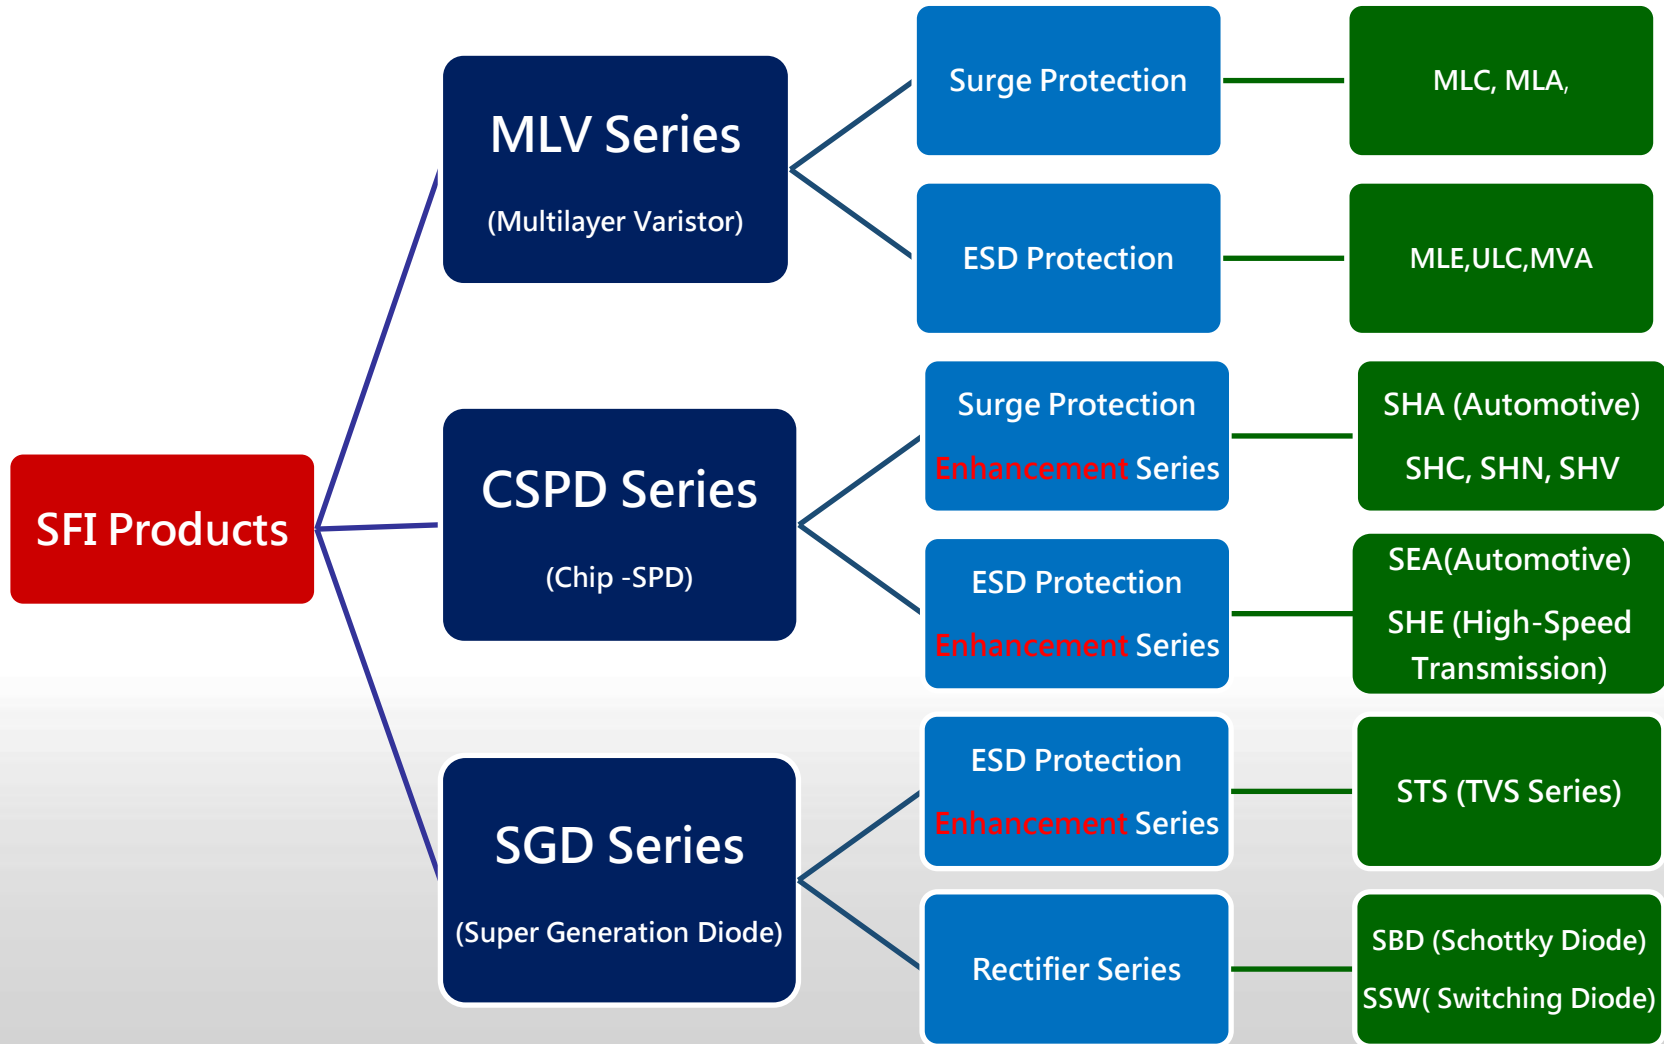 SFI Products
MLV Series
(Multilayer Varistor)
Surge Protection
MLC, MLA,
ESD Protection
MLE,ULC,MVA
CSPD Series
(Chip -SPD)
Surge Protection
Enhancement Series
SHA (Automotive)
SHC, SHN, SHV
ESD Protection
Enhancement Series
SEA(Automotive)
SHE (High-Speed
Transmission)
SGD Series
(Super Generation Diode)
ESD Protection
Enhancement Series
STS (TVS Series)
Rectifier Series
SBD (Schottky Diode)
SSW( Switching Diode)